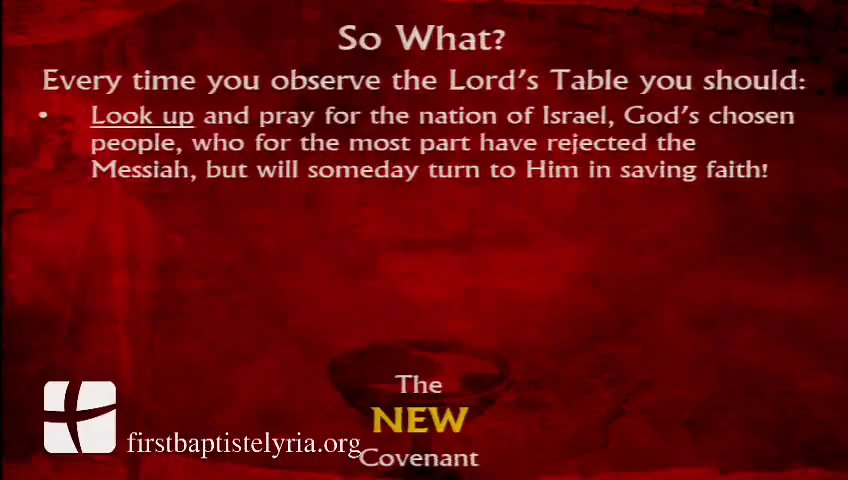 So What?
Every time you observe the Lord's Table you should:
• Look up and pray for the nation of Israel, God's chosen
people, who for the most part have rejected the
Messiah, but will someday turn to Him in saving faith!
The
NEW
Covenant
firstbaptistelyria.org